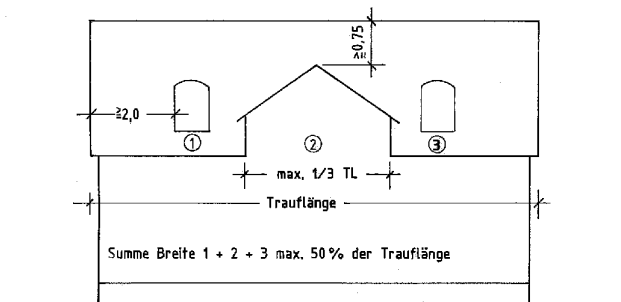 ≥0,75
≥2,0
1
2
3
max. 1/3 TL
Trauflänge
Summe Breite 1 + 2 + 3 max. 50% der Trauflänge